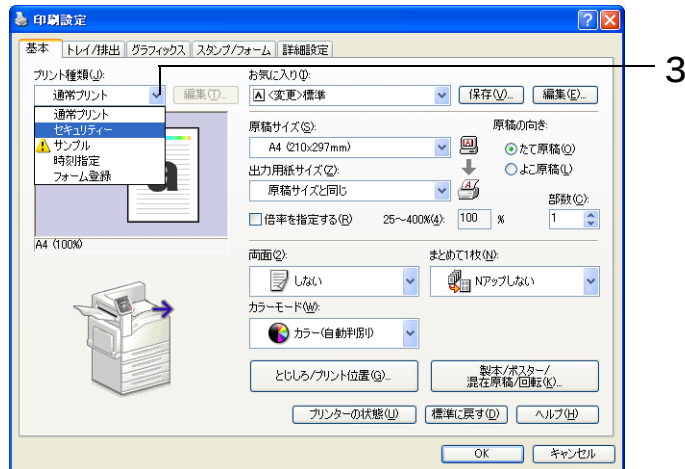 印刷設定
基本 トレイ/排出 グラフィックス スタンプ/フォーム 詳細設定
プリント種類(J):
通常プリント 編集(T)...
通常プリント
セキュリティー
サンプル
時刻指定
フォーム登録
a
A4 (100%)
お気に入り(I):
A <変更>標準 保存(V)... 編集(E)...
原稿サイズ(S):
A4 (210x297mm)
出力用紙サイズ(Z):
原稿サイズと同じ
原稿の向き:
たて原稿(O)
よこ原稿(L)
倍率を指定する(R) 25～400%(4): 100 %
部数(C):
1
両面(2):
しない
まとめて1枚(N):
Nアップしない
カラーモード(W):
カラー(自動判別)
とじしろ/プリント位置(G)...
製本/ポスター/
混在原稿/回転(K)...
プリンターの状態(U) 標準に戻す(D) ヘルプ(H)
OK キャンセル
3